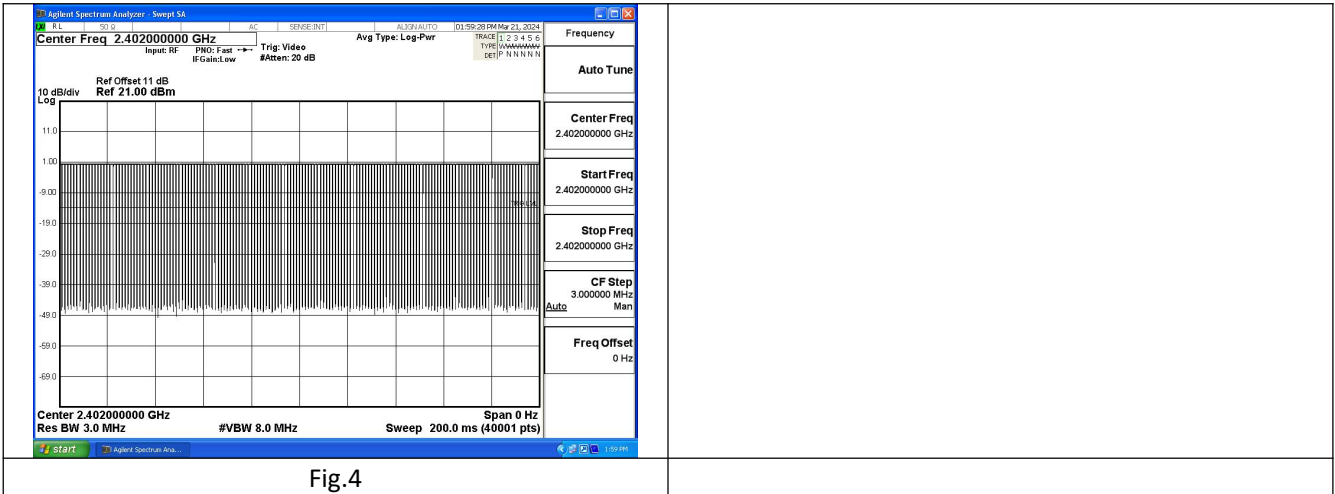 Agilent Spectrum Analyzer - Swept SA
RL 50 Ω AC SENSE:INT ALIGN AUTO 01:59:28 PM Mar 21, 2024
Center Freq 2.402000000 GHz
Input: RF PNO: Fast Trig: Video Avg Type: Log-Pwr TRACE 1 2 3 4 5 6
IFGain:Low #Atten: 20 dB TYPE
DET P N N N N N
Frequency
Auto Tune
Ref Offset 11 dB
10 dB/div Ref 21.00 dBm
Log
11.0
1.00
-9.00
TRIG LVL
-19.0
-29.0
-39.0
-49.0
-59.0
-69.0
Center Freq
2.402000000 GHz
Start Freq
2.402000000 GHz
Stop Freq
2.402000000 GHz
CF Step
3.000000 MHz
Auto Man
Freq Offset
0 Hz
Center 2.402000000 GHz Span 0 Hz
Res BW 3.0 MHz #VBW 8.0 MHz Sweep 200.0 ms (40001 pts)
start Agilent Spectrum Ana... 1:59 PM
Fig.4